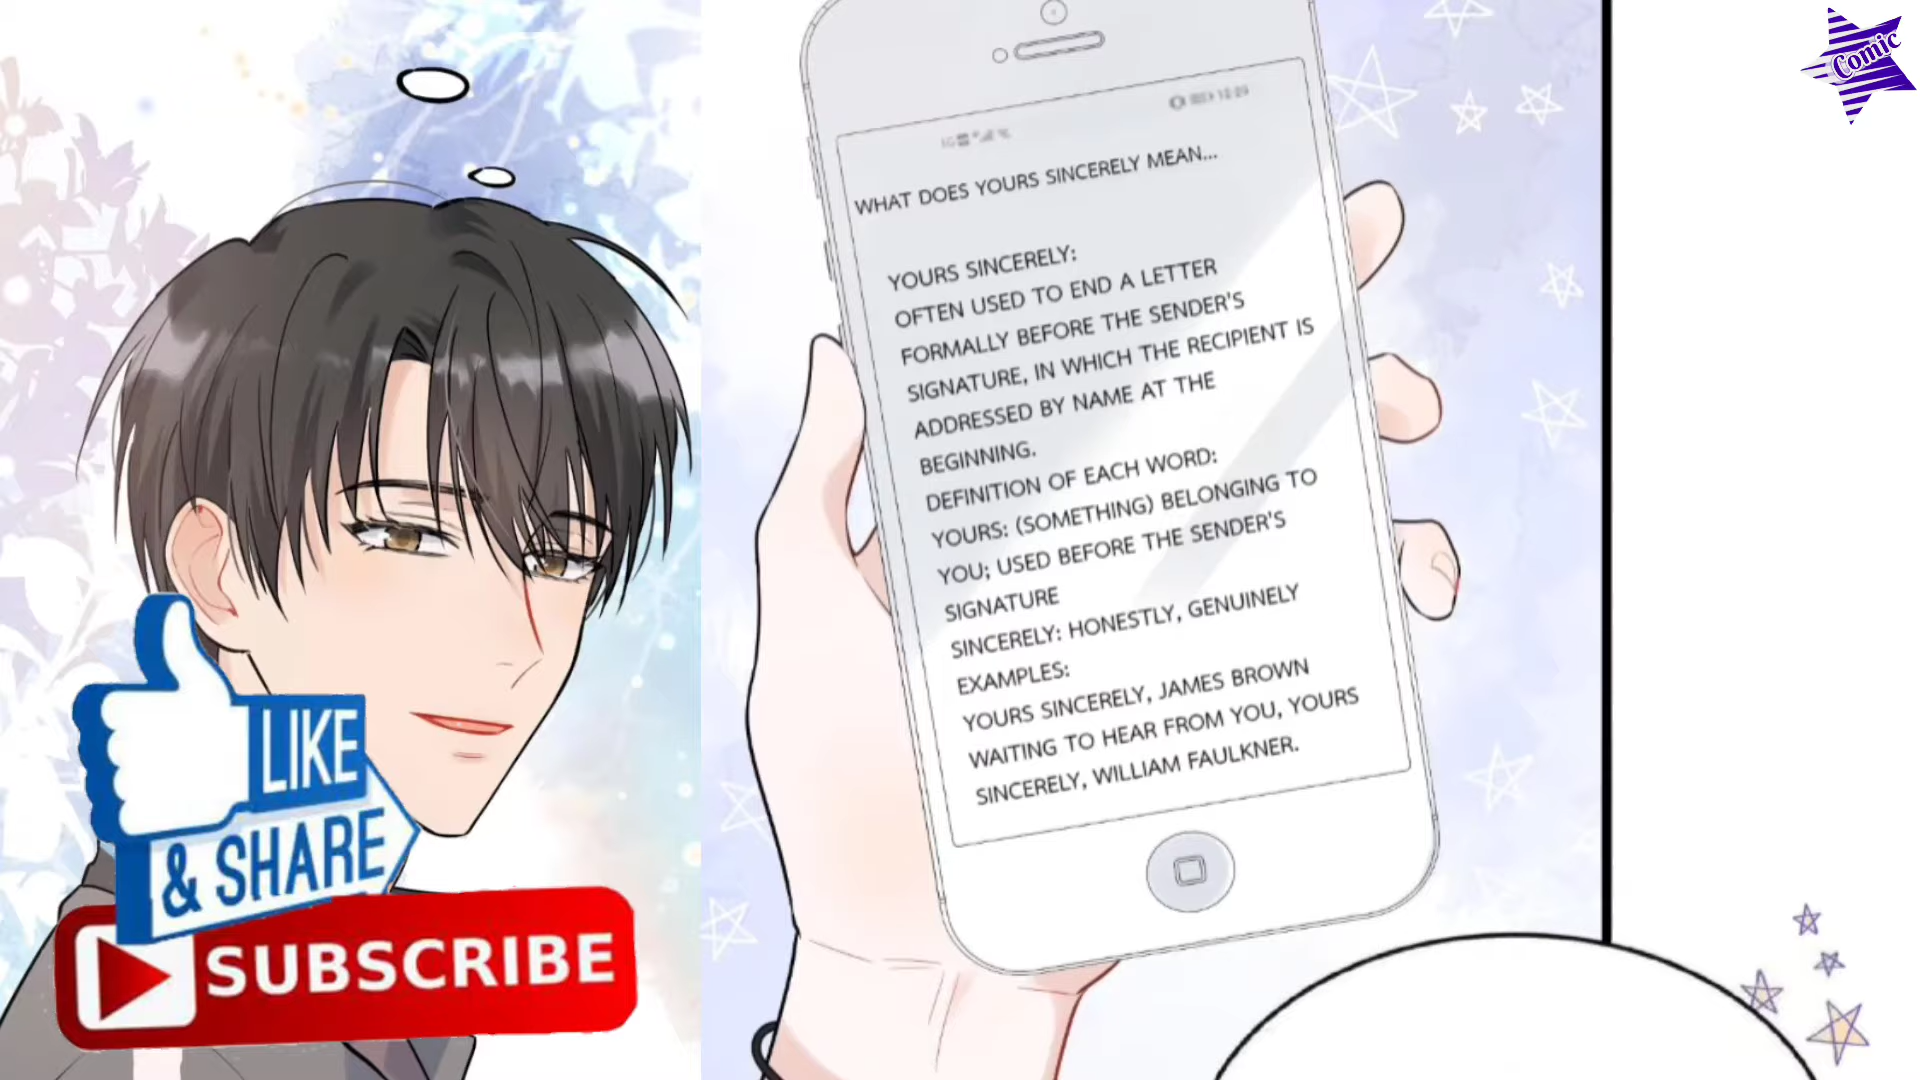 Comic
WHAT DOES YOURS SINCERELY MEAN...
YOURS SINCERELY:
OFTEN USED TO END A LETTER
FORMALLY BEFORE THE SENDER'S
SIGNATURE, IN WHICH THE RECIPIENT IS
ADDRESSED BY NAME AT THE
BEGINNING.
DEFINITION OF EACH WORD:
YOURS: (SOMETHING) BELONGING TO
YOU; USED BEFORE THE SENDER'S
SIGNATURE
SINCERELY: HONESTLY, GENUINELY
EXAMPLES:
YOURS SINCERELY, JAMES BROWN
WAITING TO HEAR FROM YOU, YOURS
SINCERELY, WILLIAM FAULKNER.
LIKE
& SHARE
SUBSCRIBE